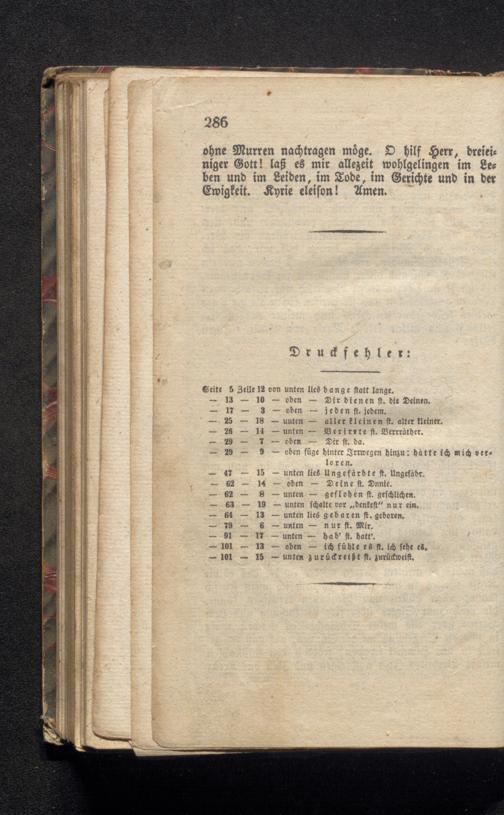 286
ohne Murren nachtragen möge. O hilf Herr, dreiei-
niger Gott! laß es mir allezeit wohlgelingen im Le-
ben und im Leiden, im Tode, im Gerichte und in der
Ewigkeit. Kyrie eleison! Amen.
Druckfehler:
Seite 5 Zeile 12 von unten lies bange statt lange.
— 13 — 10 — oben — Dir dienen st. die Deinen.
— 17 — 3 — oben — jeden st. jedem.
— 25 — 18 — unten — aller kleinen st. alter kleiner.
— 26 — 14 — unten — Verirrte st. Verräther.
— 29 — 7 — oben — Dir st. da.
— 29 — 9 — oben füge hinter Irrwegen hinzu: hätte ich mich ver-
loren.
— 47 — 15 — unten lies Ungefärbte st. Ungefähr.
— 62 — 14 — oben — Deine st.
— 62 — 8 — unten — geflohen st. geschlichen.
— 63 — 19 — unten schalte vor „denkest" nur ein.
— 64 — 13 — unten lies gebaren st. geboren.
— 79 — 6 — unten — nur st. Mir.
— 91 — 17 — unten — hab' st. hatt'.
— 101 — 13 — oben — ich fühle es st. ich sehe es.
— 101 — 15 — unten zurückreißt st. zurückweist.